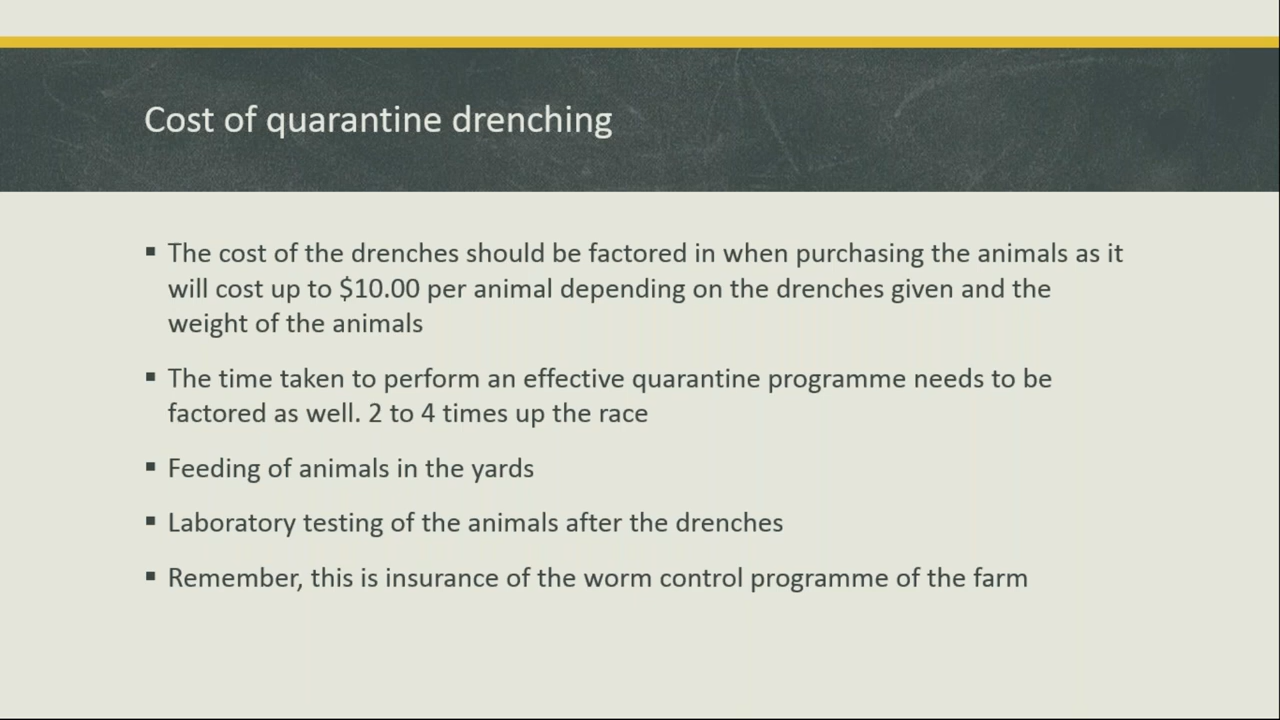 Cost of quarantine drenching
▪ The cost of the drenches should be factored in when purchasing the animals as it
will cost up to $10.00 per animal depending on the drenches given and the
weight of the animals
▪ The time taken to perform an effective quarantine programme needs to be
factored as well. 2 to 4 times up the race
▪ Feeding of animals in the yards
▪ Laboratory testing of the animals after the drenches
▪ Remember, this is insurance of the worm control programme of the farm